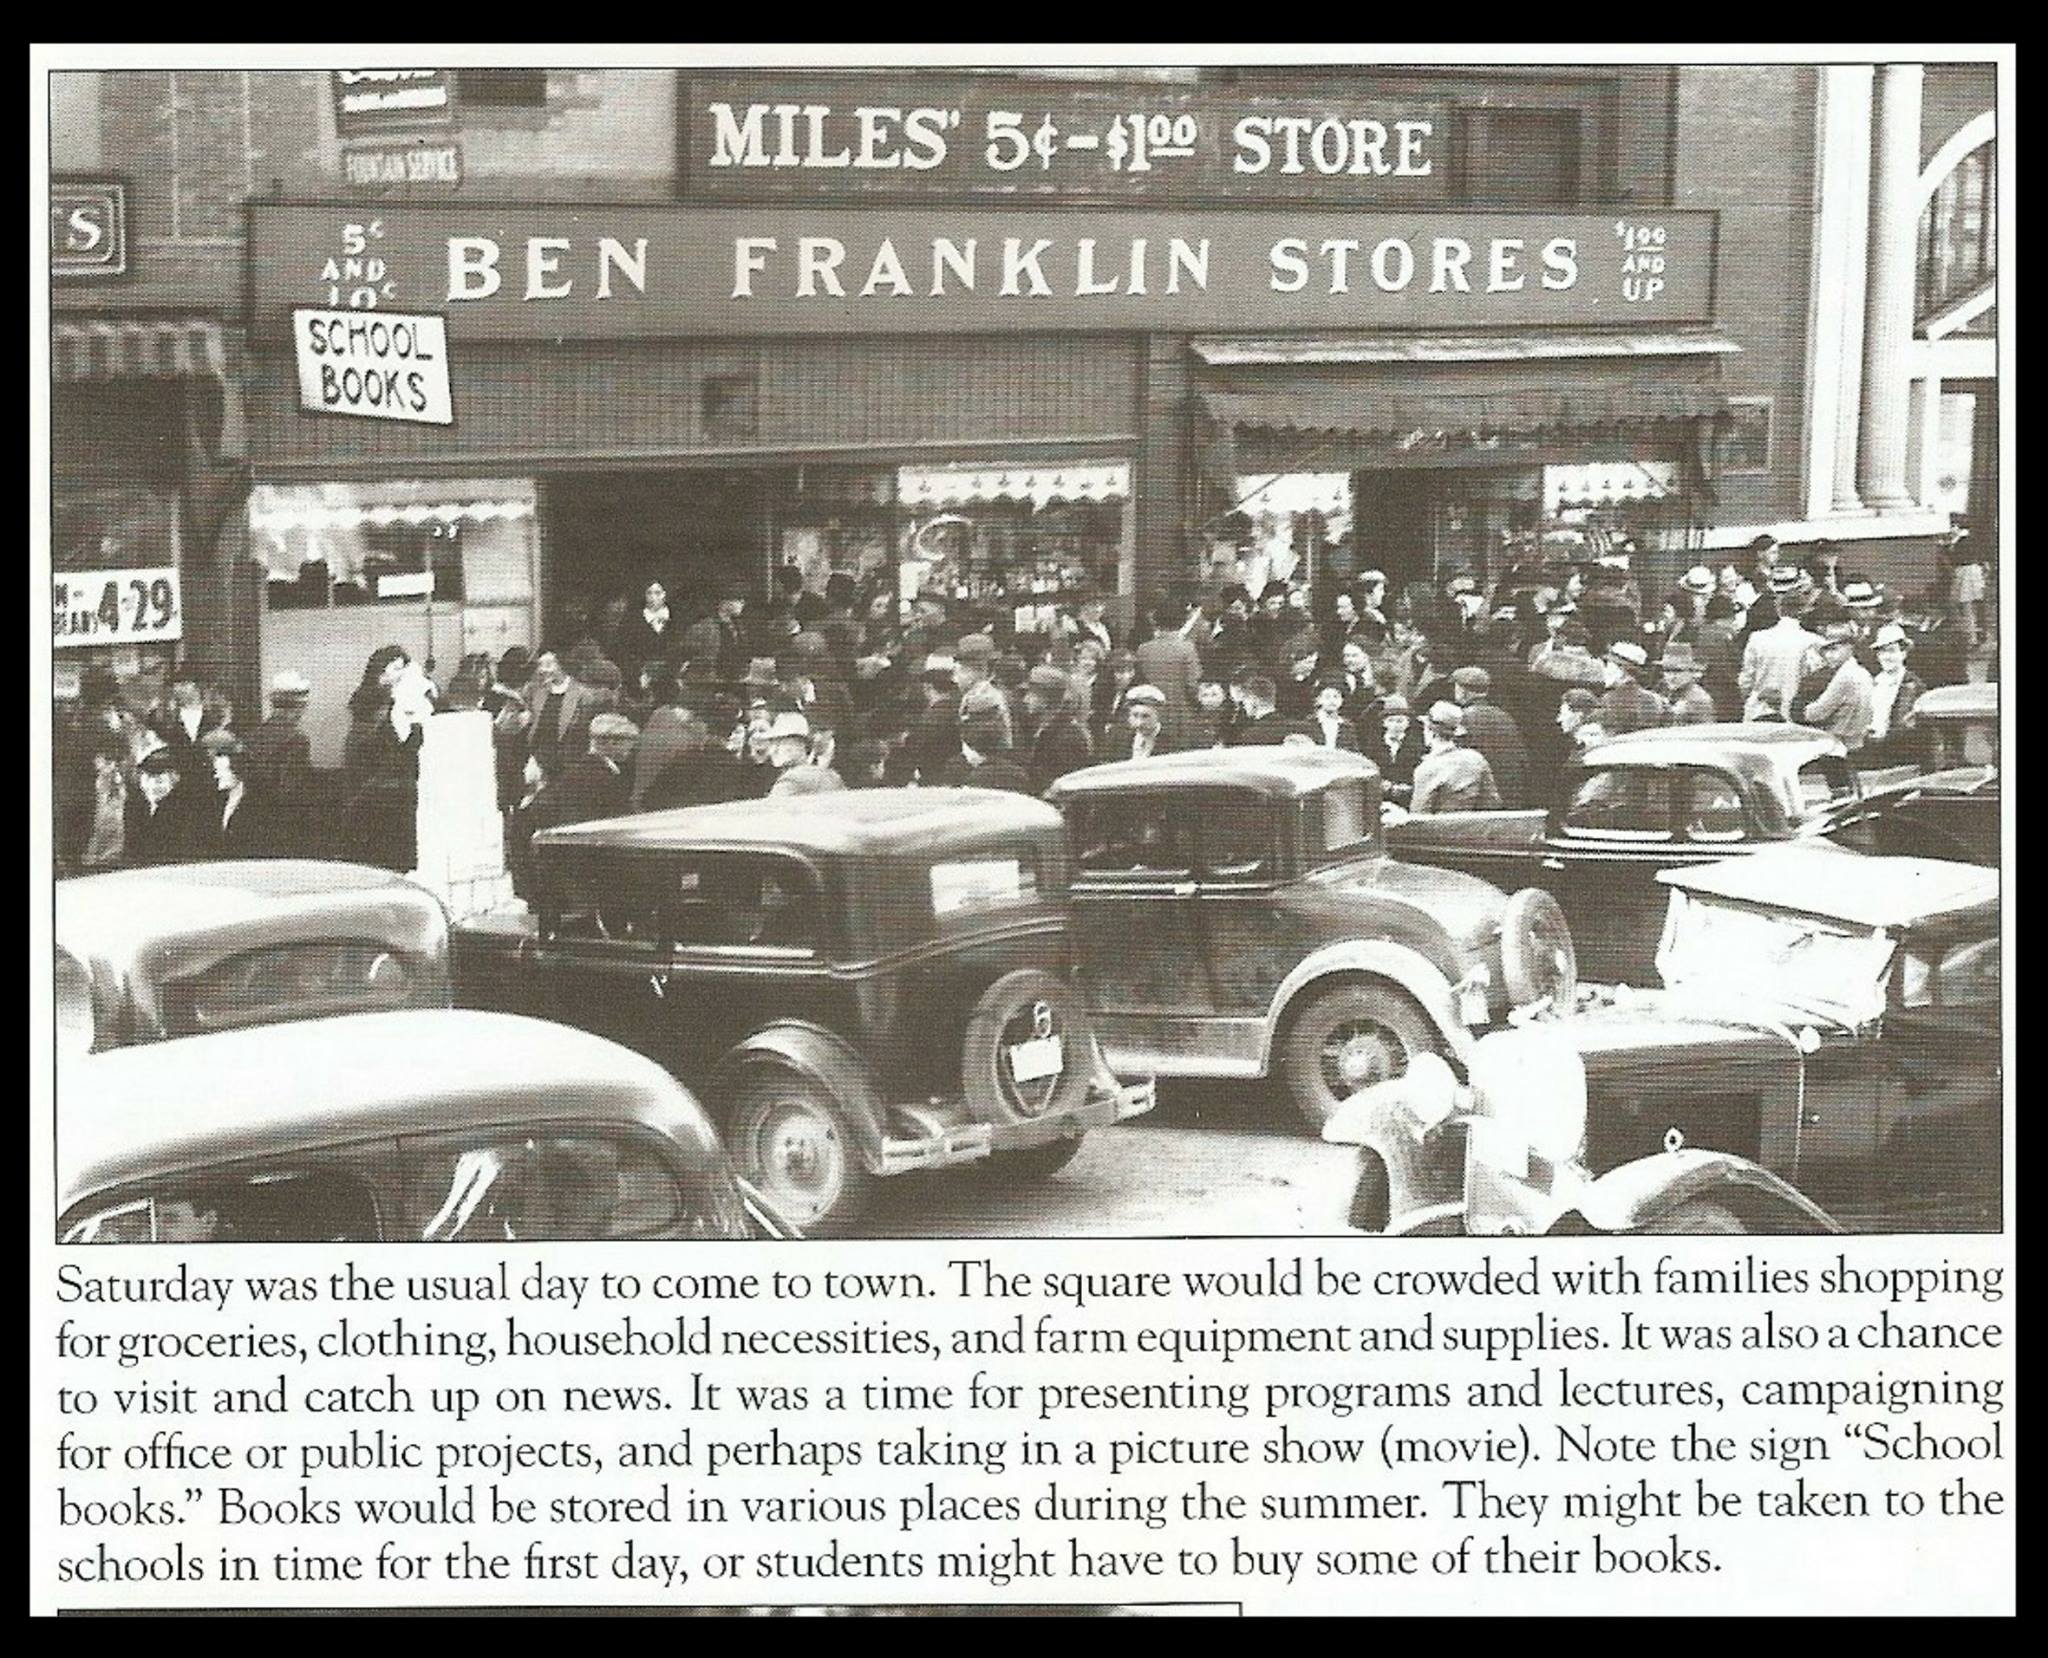 FOUNTAIN SERVICE
MILES' 5¢-$1.00 STORE
TS
5¢ AND 10¢
BEN FRANKLIN STORES
$1.00 AND UP
SCHOOL
BOOKS
4.29
Saturday was the usual day to come to town. The square would be crowded with families shopping
for groceries, clothing, household necessities, and farm equipment and supplies. It was also a chance
to visit and catch up on news. It was a time for presenting programs and lectures, campaigning
for office or public projects, and perhaps taking in a picture show (movie). Note the sign “School
books.” Books would be stored in various places during the summer. They might be taken to the
schools in time for the first day, or students might have to buy some of their books.